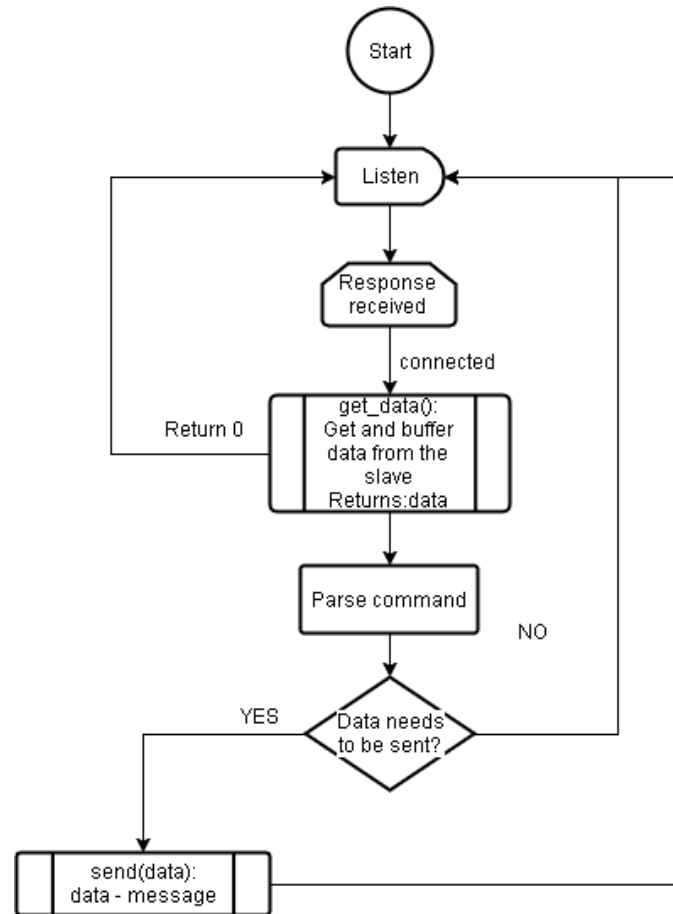 Start
Listen
Response
received
connected
get_data():
Get and buffer
data from the
slave
Returns:data
Return 0
Parse command
NO
YES
Data needs
to be sent?
send(data):
data - message